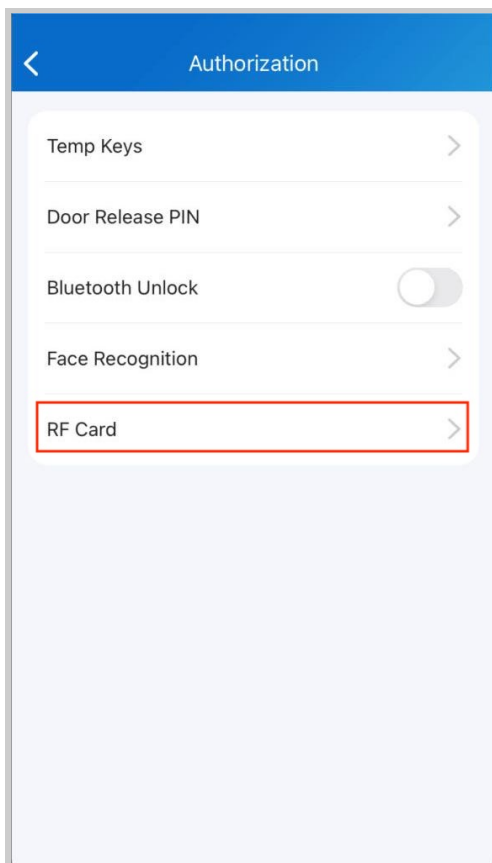 Authorization
Temp Keys
Door Release PIN
Bluetooth Unlock
Face Recognition
RF Card